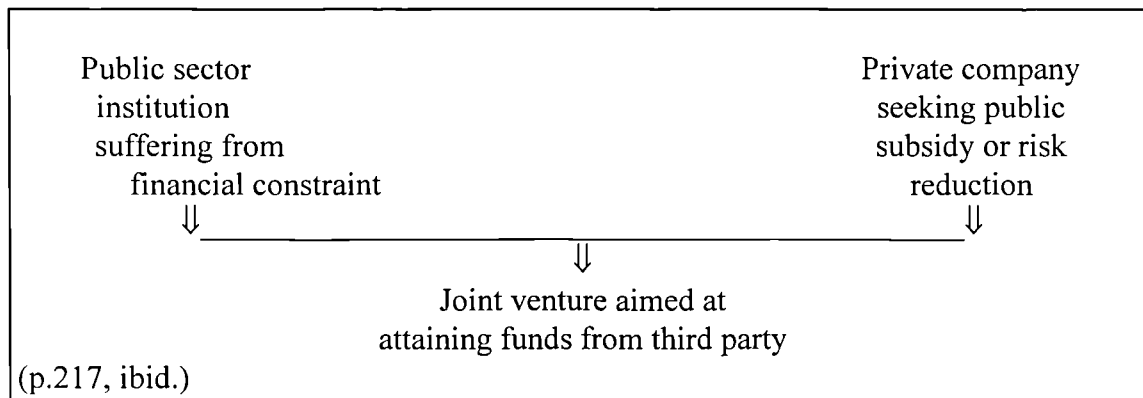 Public sector
institution
suffering from
financial constraint
Private company
seeking public
subsidy or risk
reduction
⇓ ⇓
⇓
Joint venture aimed at
attaining funds from third party
(p.217, ibid.)